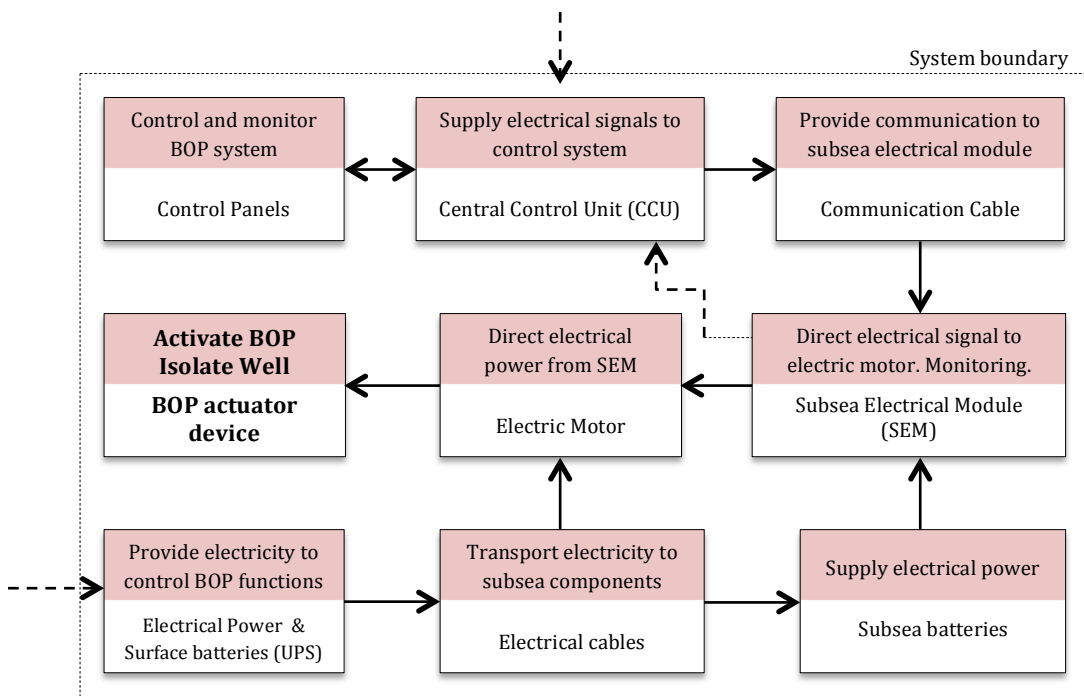 System boundary
Control and monitor
BOP system
Control Panels
Supply electrical signals to
control system
Central Control Unit (CCU)
Provide communication to
subsea electrical module
Communication Cable
Activate BOP
Isolate Well
BOP actuator
device
Direct electrical
power from SEM
Electric Motor
Direct electrical signal to
electric motor. Monitoring.
Subsea Electrical Module
(SEM)
Provide electricity to
control BOP functions
Electrical Power &
Surface batteries (UPS)
Transport electricity to
subsea components
Electrical cables
Supply electrical power
Subsea batteries